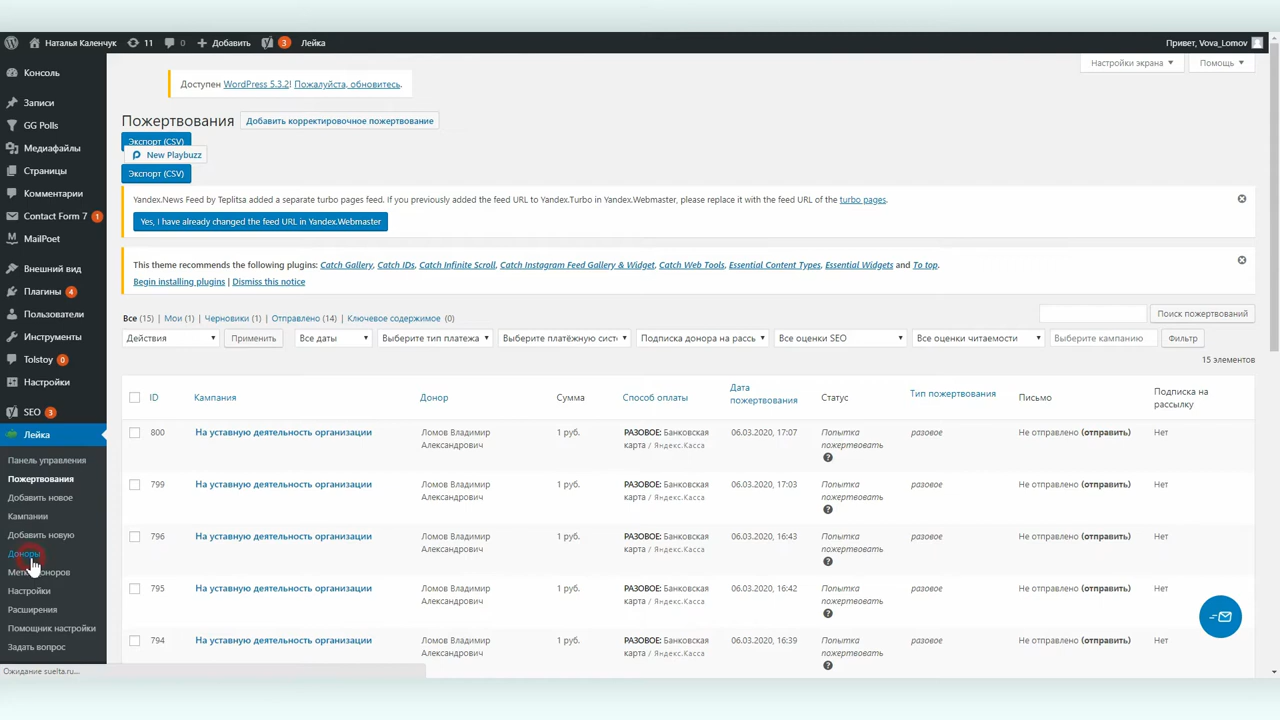 Наталья Каленчук 11 0 Добавить 3 Лейка Привет, Vova_Lomov
Настройки экрана Помощь
Консоль
Записи
GG Polls
Медиафайлы
Страницы
Комментарии
Contact Form 7 1
MailPoet
Внешний вид
Плагины 4
Пользователи
Инструменты
Tolstoy 0
Настройки
SEO 3
Лейка
Панель управления
Пожертвования
Добавить новое
Кампании
Добавить новую
Доноры
Настройки
Расширения
Помощник настройки
Задать вопрос
Доступен WordPress 5.3.2! Пожалуйста, обновитесь.
Пожертвования Добавить корректировочное пожертвование
Экспорт (CSV)
New Playbuzz
Экспорт (CSV)
Yandex.News Feed by Teplitsa added a separate turbo pages feed. If you previously added the feed URL to Yandex.Turbo in Yandex.Webmaster, please replace it with the feed URL of the turbo pages.
Yes, I have already changed the feed URL in Yandex.Webmaster
This theme recommends the following plugins: Catch Gallery, Catch IDs, Catch Infinite Scroll, Catch Instagram Feed Gallery & Widget, Catch Web Tools, Essential Content Types, Essential Widgets and To top.
Begin installing plugins | Dismiss this notice
Все (15) | Мои (1) | Черновики (1) | Отправлено (14) | Ключевое содержимое (0)
Поиск пожертвований
Действия Применить Все даты Выберите тип платежа Выберите платёжную сист Подписка донора на рассы Все оценки SEO Все оценки читаемости Выберите кампанию Фильтр
15 элементов
ID Кампания Донор Сумма Способ оплаты Дата пожертвования Статус Тип пожертвования Письмо Подписка на рассылку
800 На уставную деятельность организации Ломов Владимир 1 руб. РАЗОВОЕ: Банковская 06.03.2020, 17:07 Попытка разовое Не отправлено (отправить) Нет
Александрович карта / Яндекс.Касса пожертвовать
?
799 На уставную деятельность организации Ломов Владимир 1 руб. РАЗОВОЕ: Банковская 06.03.2020, 17:03 Попытка разовое Не отправлено (отправить) Нет
Александрович карта / Яндекс.Касса пожертвовать
?
796 На уставную деятельность организации Ломов Владимир 1 руб. РАЗОВОЕ: Банковская 06.03.2020, 16:43 Попытка разовое Не отправлено (отправить) Нет
Александрович карта / Яндекс.Касса пожертвовать
?
795 На уставную деятельность организации Ломов Владимир 1 руб. РАЗОВОЕ: Банковская 06.03.2020, 16:42 Попытка разовое Не отправлено (отправить) Нет
Александрович карта / Яндекс.Касса пожертвовать
?
794 На уставную деятельность организации Ломов Владимир 1 руб. РАЗОВОЕ: Банковская 06.03.2020, 16:39 Попытка разовое Не отправлено (отправить) Нет
Александрович карта / Яндекс.Касса пожертвовать
?
Ожидание suelta.ru...